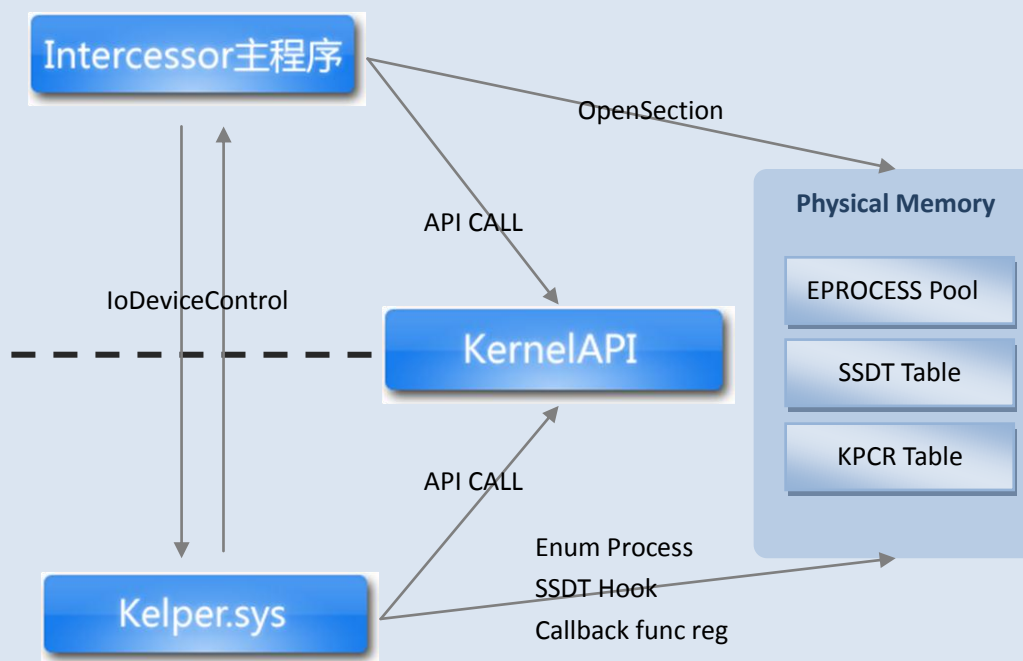 Intercessor主程序
OpenSection
Physical Memory
API CALL
EPROCESS Pool
IoDeviceControl
KernelAPI
SSDT Table
KPCR Table
API CALL
Enum Process
SSDT Hook
Kelper.sys
Callback func reg